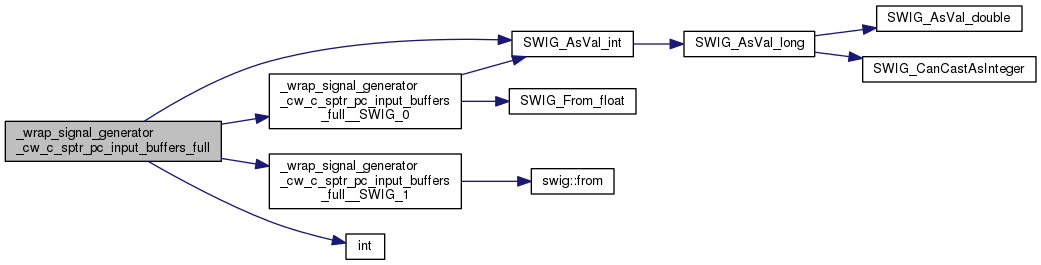 _wrap_signal_generator
_cw_c_sptr_pc_input_buffers_full
_wrap_signal_generator
_cw_c_sptr_pc_input_buffers
_full__SWIG_0
_wrap_signal_generator
_cw_c_sptr_pc_input_buffers
_full__SWIG_1
int
SWIG_AsVal_int
SWIG_From_float
swig::from
SWIG_AsVal_long
SWIG_AsVal_double
SWIG_CanCastAsInteger